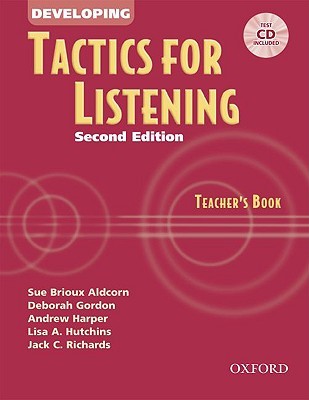 DEVELOPING
TEST
CD
INCLUDED
TACTICS FOR
LISTENING
Second Edition
TEACHER'S BOOK
Sue Brioux Aldcorn
Deborah Gordon
Andrew Harper
Lisa A. Hutchins
Jack C. Richards
OXFORD